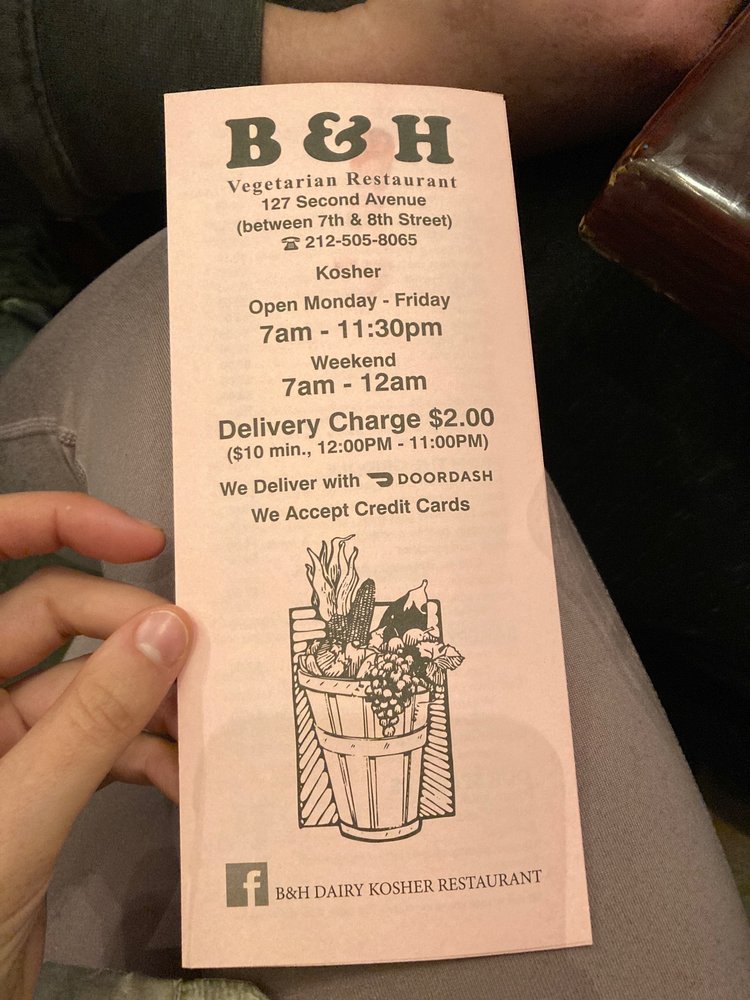 B & H
Vegetarian Restaurant
127 Second Avenue
(between 7th & 8th Street)
☎ 212-505-8065
Kosher
Open Monday - Friday
7am - 11:30pm
Weekend
7am - 12am
Delivery Charge $2.00
($10 min., 12:00PM - 11:00PM)
We Deliver with DOORDASH
We Accept Credit Cards
f B&H DAIRY KOSHER RESTAURANT